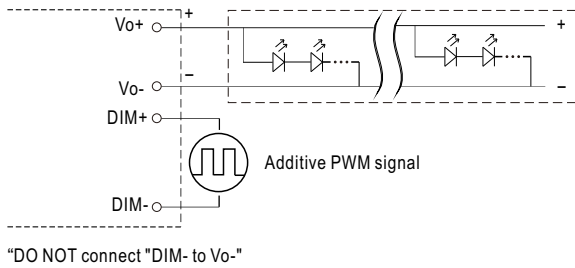 Vo+
+
+
Vo-
–
–
DIM+
Additive PWM signal
DIM-
“DO NOT connect "DIM- to Vo-"